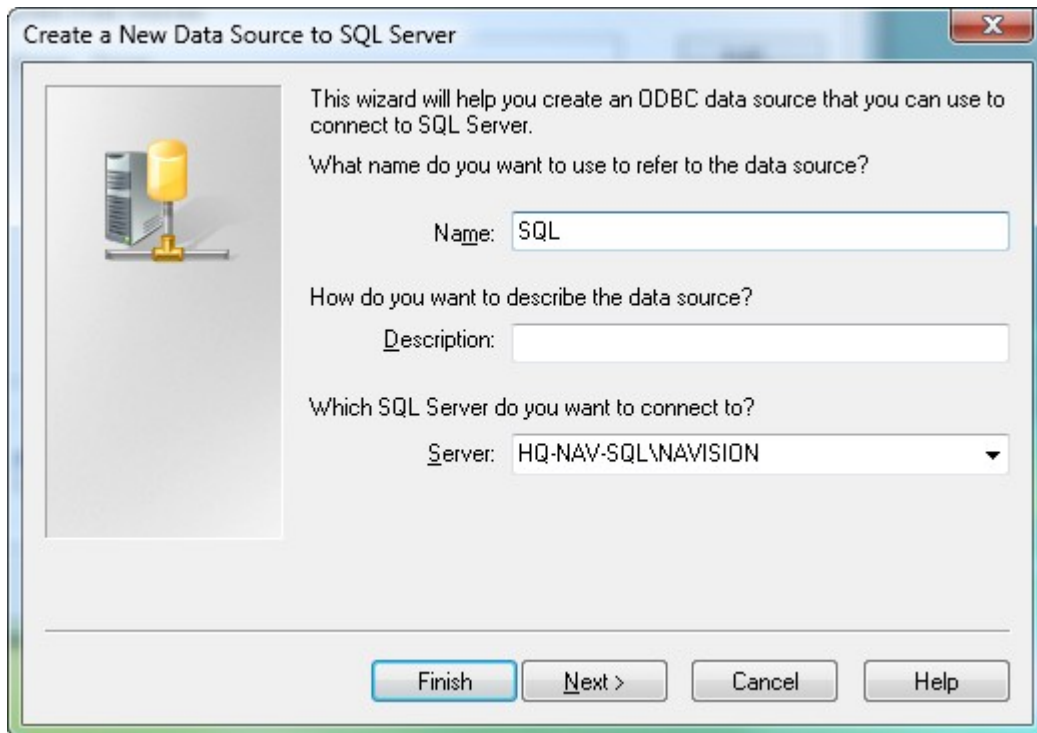 Create a New Data Source to SQL Server
This wizard will help you create an ODBC data source that you can use to
connect to SQL Server.
What name do you want to use to refer to the data source?
Name: SQL
How do you want to describe the data source?
Description:
Which SQL Server do you want to connect to?
Server: HQ-NAV-SQL\NAVISION
Finish Next > Cancel Help